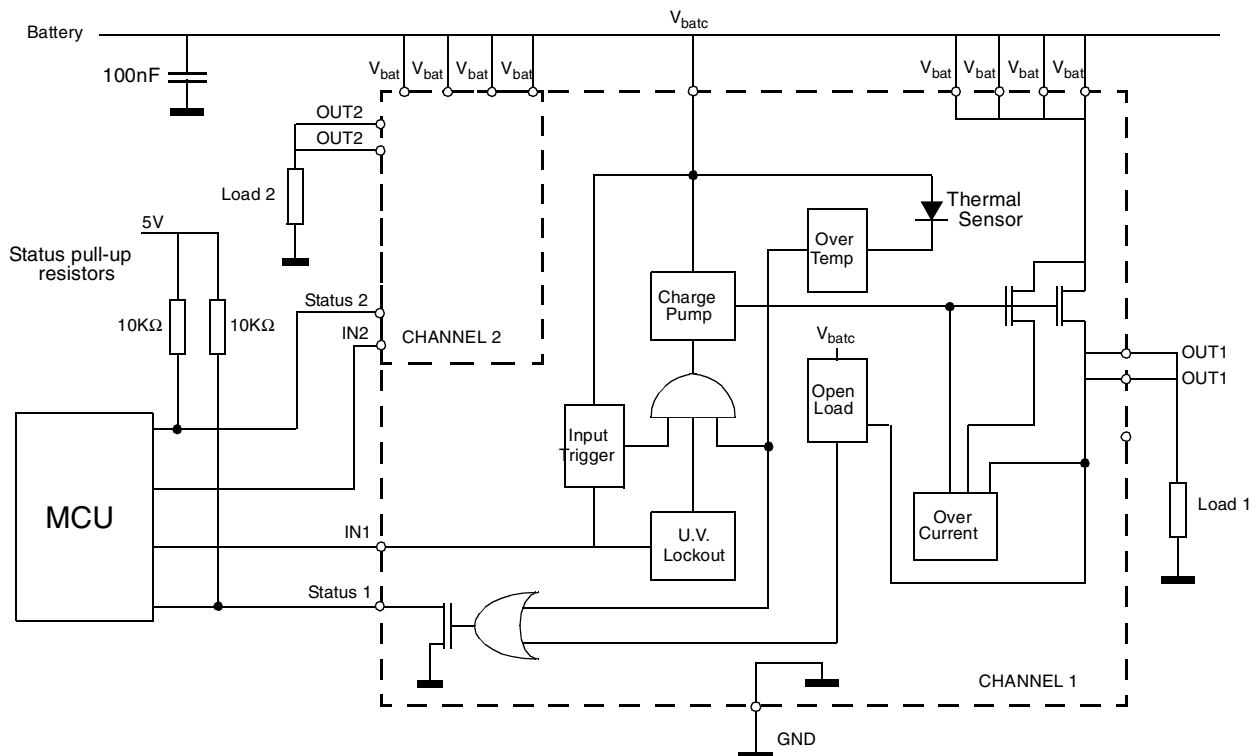 Battery
Vbatc
100nF
Vbat Vbat Vbat Vbat
Vbat Vbat Vbat Vbat
OUT2
OUT2
Load 2
5V
Status pull-up
resistors
10KΩ
10KΩ
Status 2
IN2
CHANNEL 2
Thermal
Sensor
Over
Temp
Charge
Pump
Vbatc
Open
Load
OUT1
OUT1
Input
Trigger
MCU
Over
Current
Load 1
IN1
U.V.
Lockout
Status 1
CHANNEL 1
GND